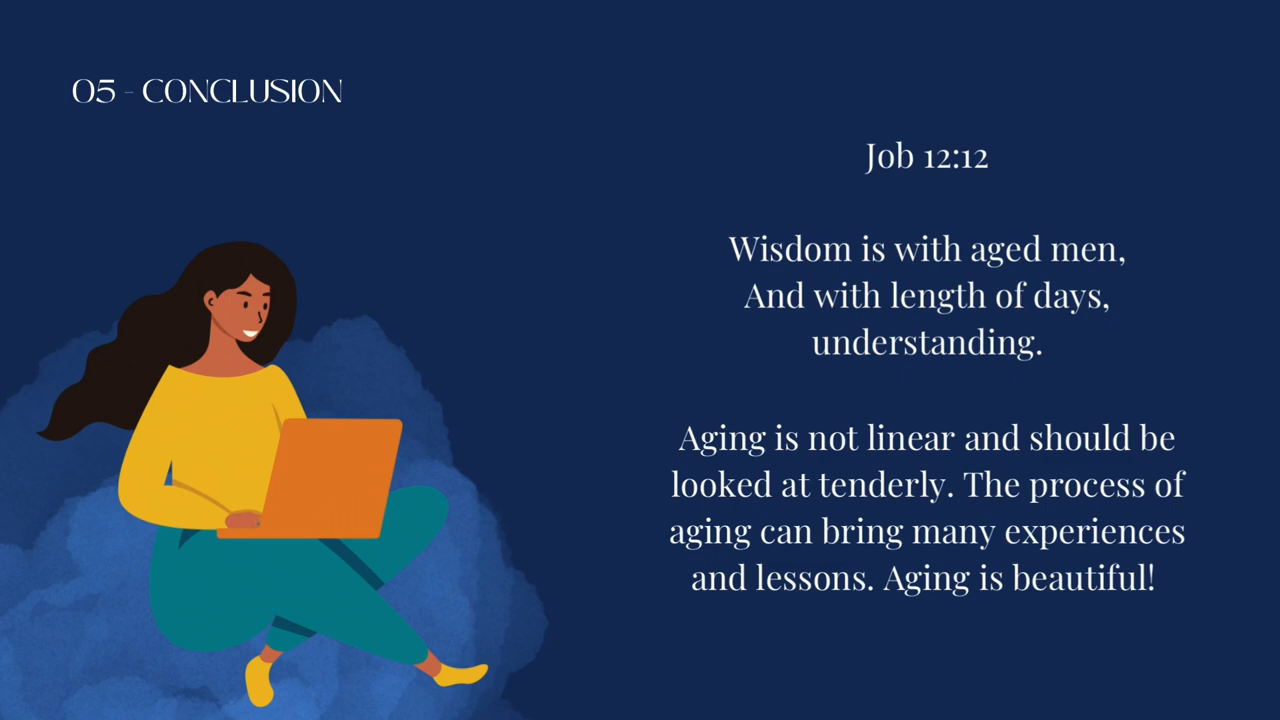 05 - CONCLUSION
Job 12:12
Wisdom is with aged men,
And with length of days,
understanding.
Aging is not linear and should be
looked at tenderly. The process of
aging can bring many experiences
and lessons. Aging is beautiful!